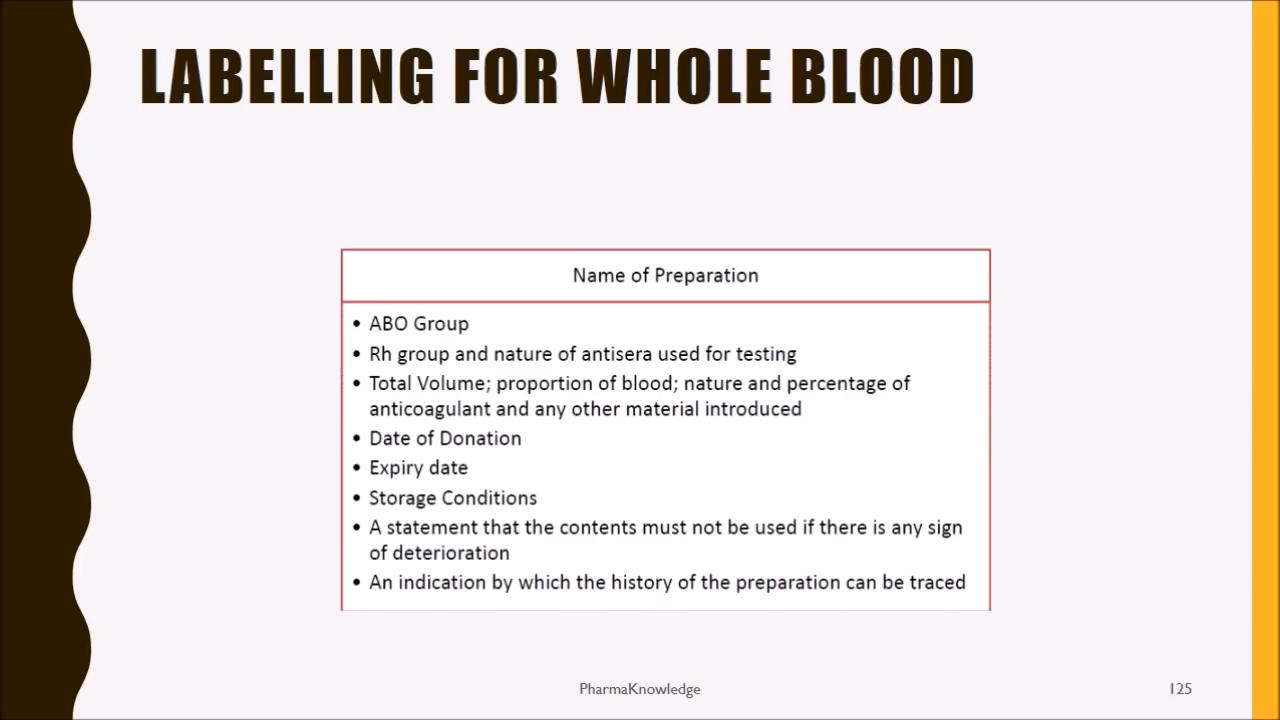 LABELLING FOR WHOLE BLOOD
Name of Preparation
• ABO Group
• Rh group and nature of antisera used for testing
• Total Volume; proportion of blood; nature and percentage of
anticoagulant and any other material introduced
• Date of Donation
• Expiry date
• Storage Conditions
• A statement that the contents must not be used if there is any sign
of deterioration
• An indication by which the history of the preparation can be traced
PharmaKnowledge
125